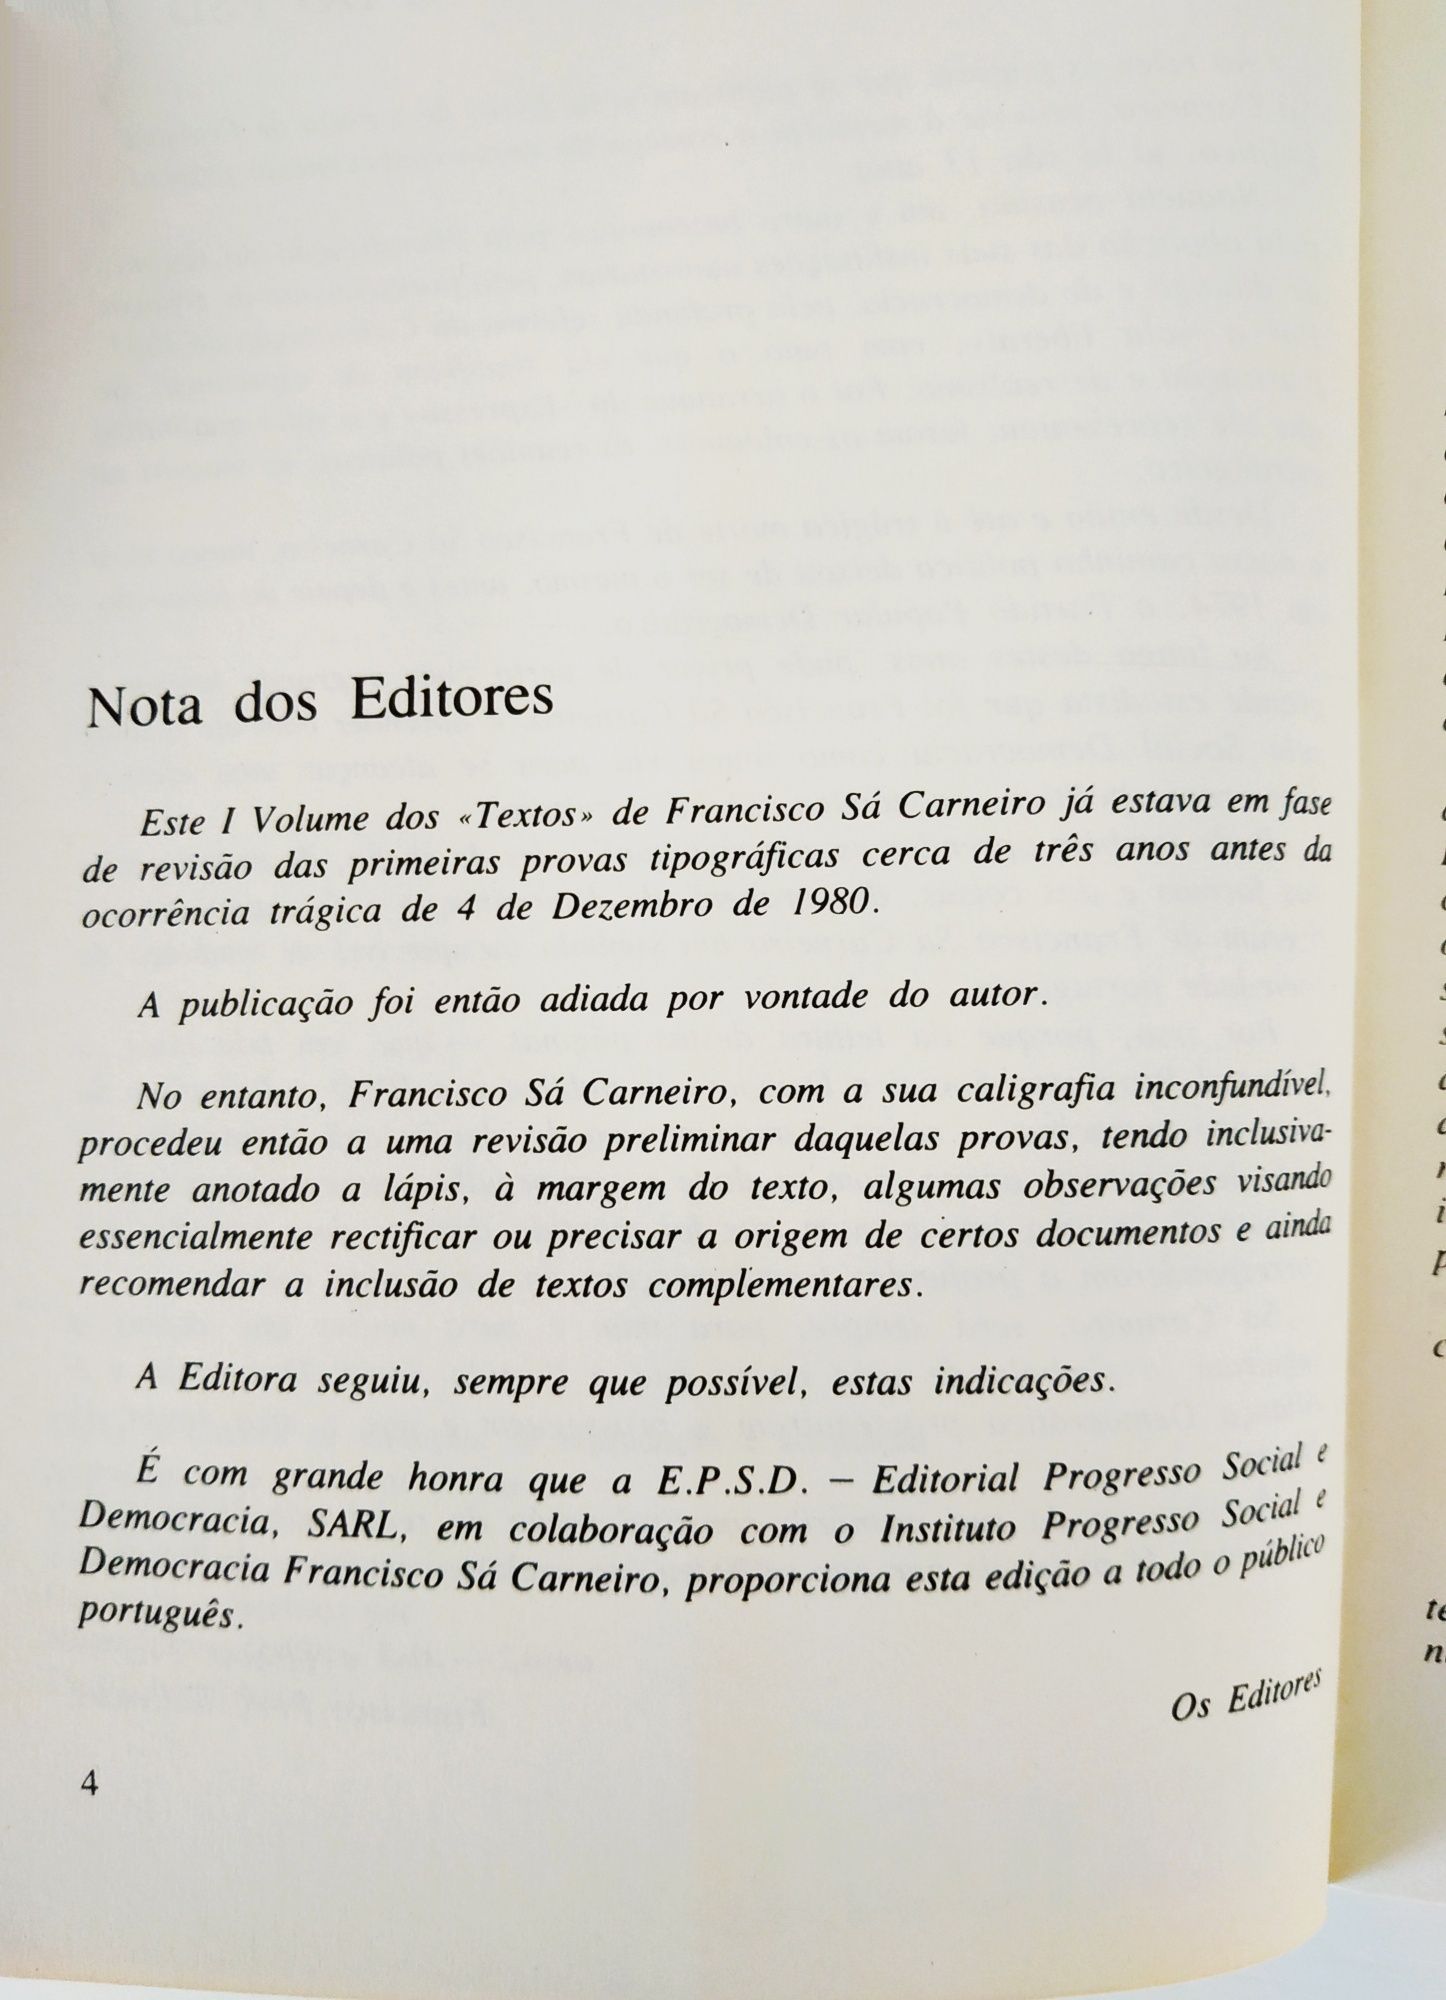 Nota dos Editores
Este I Volume dos «Textos» de Francisco Sá Carneiro já estava em fase
de revisão das primeiras provas tipográficas cerca de três anos antes da
ocorrência trágica de 4 de Dezembro de 1980.
A publicação foi então adiada por vontade do autor.
No entanto, Francisco Sá Carneiro, com a sua caligrafia inconfundível,
procedeu então a uma revisão preliminar daquelas provas, tendo inclusiva-
mente anotado a lápis, à margem do texto, algumas observações visando
essencialmente rectificar ou precisar a origem de certos documentos e ainda
recomendar a inclusão de textos complementares.
A Editora seguiu, sempre que possível, estas indicações.
É com grande honra que a E.P.S.D. — Editorial Progresso Social e
Democracia, SARL, em colaboração com o Instituto Progresso Social e
Democracia Francisco Sá Carneiro, proporciona esta edição a todo o público
português.
Os Editores
4